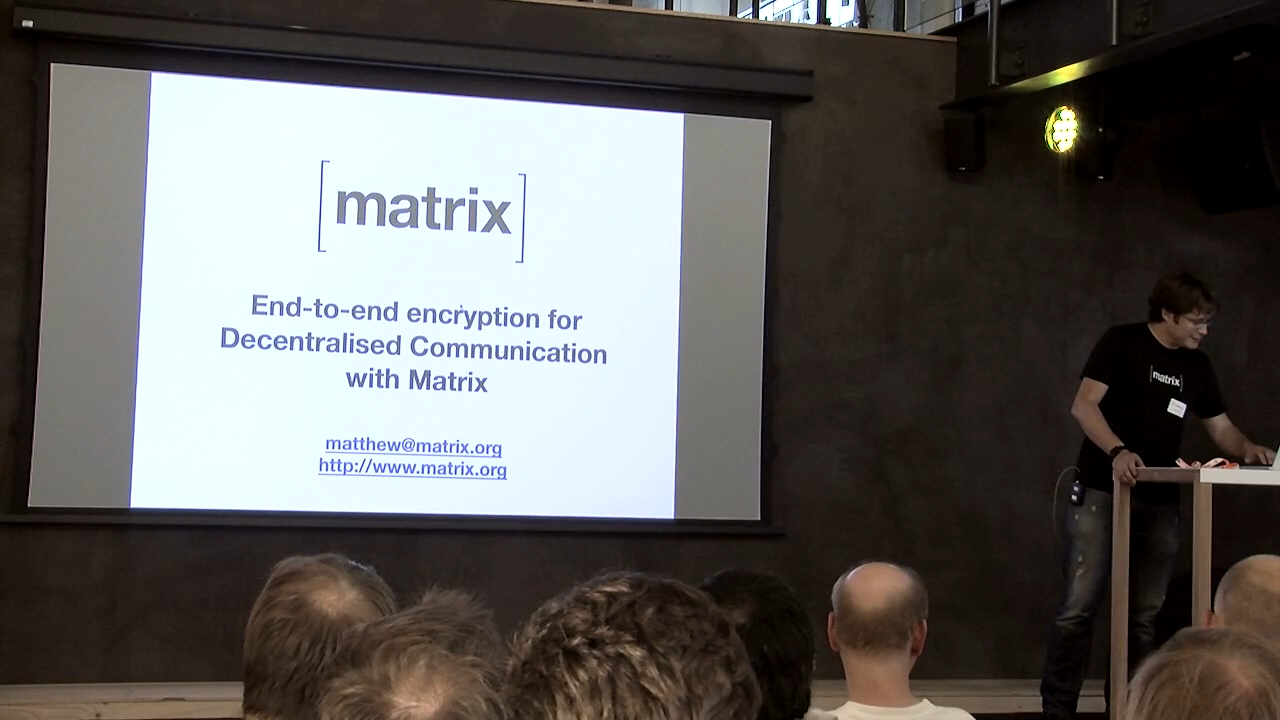 [matrix]
End-to-end encryption for
Decentralised Communication
with Matrix
matthew@matrix.org
http://www.matrix.org
[matrix]